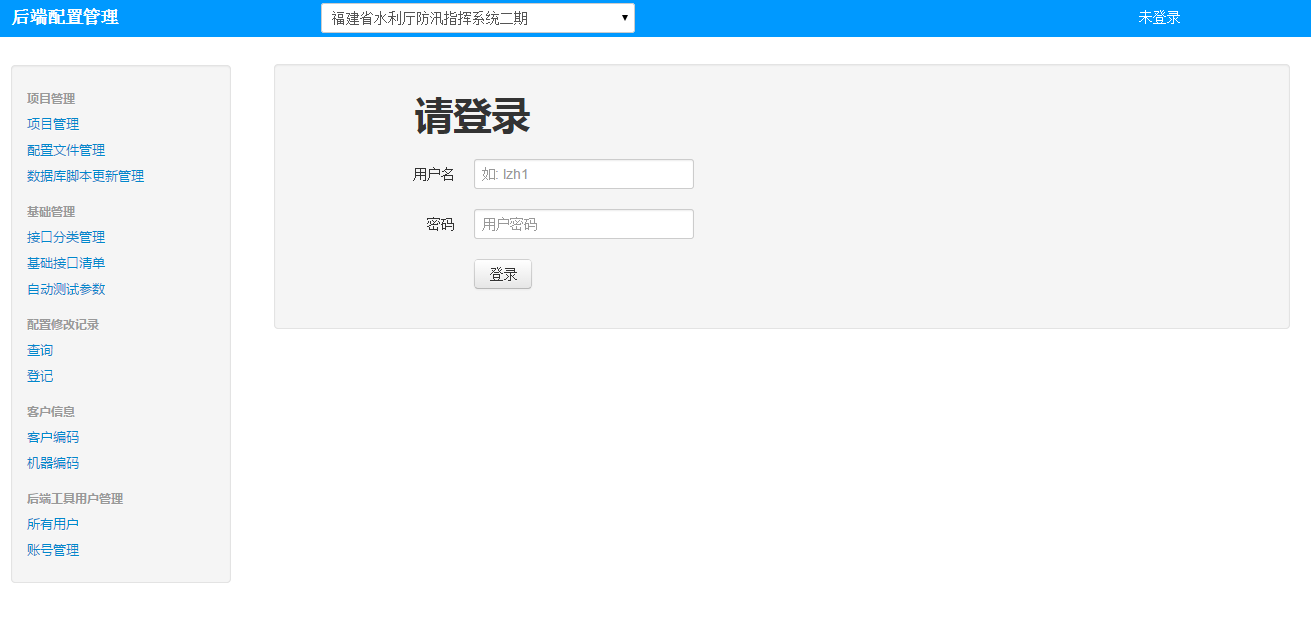 后端配置管理
福建省水利厅防汛指挥系统二期
未登录
项目管理
项目管理
配置文件管理
数据库脚本更新管理
基础管理
接口分类管理
基础接口清单
自动测试参数
配置修改记录
查询
登记
客户信息
客户编码
机器编码
后端工具用户管理
所有用户
账号管理
请登录
用户名 如: lzh1
密码 用户密码
登录